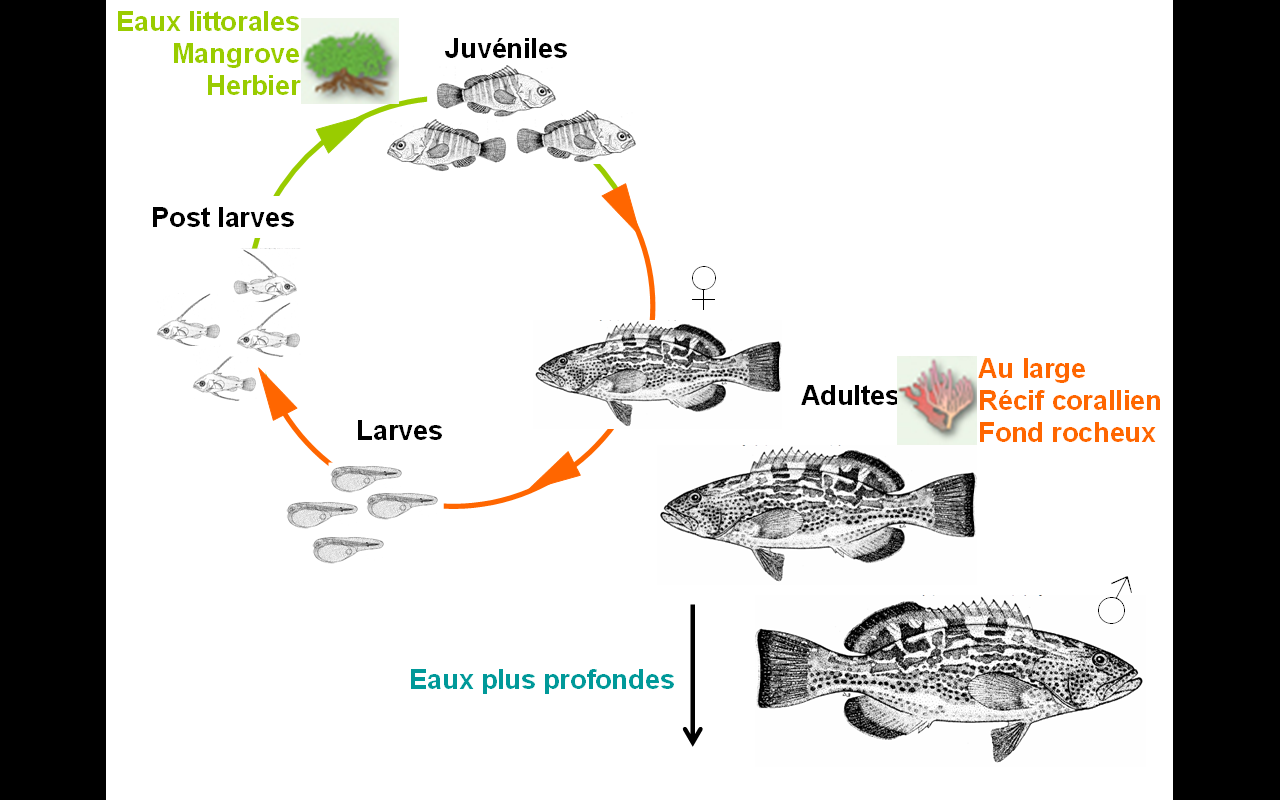 Eaux littorales
Mangrove
Herbier
Juvéniles
Post larves
♀
Adultes
Au large
Récif corallien
Fond rocheux
Larves
♂
Eaux plus profondes